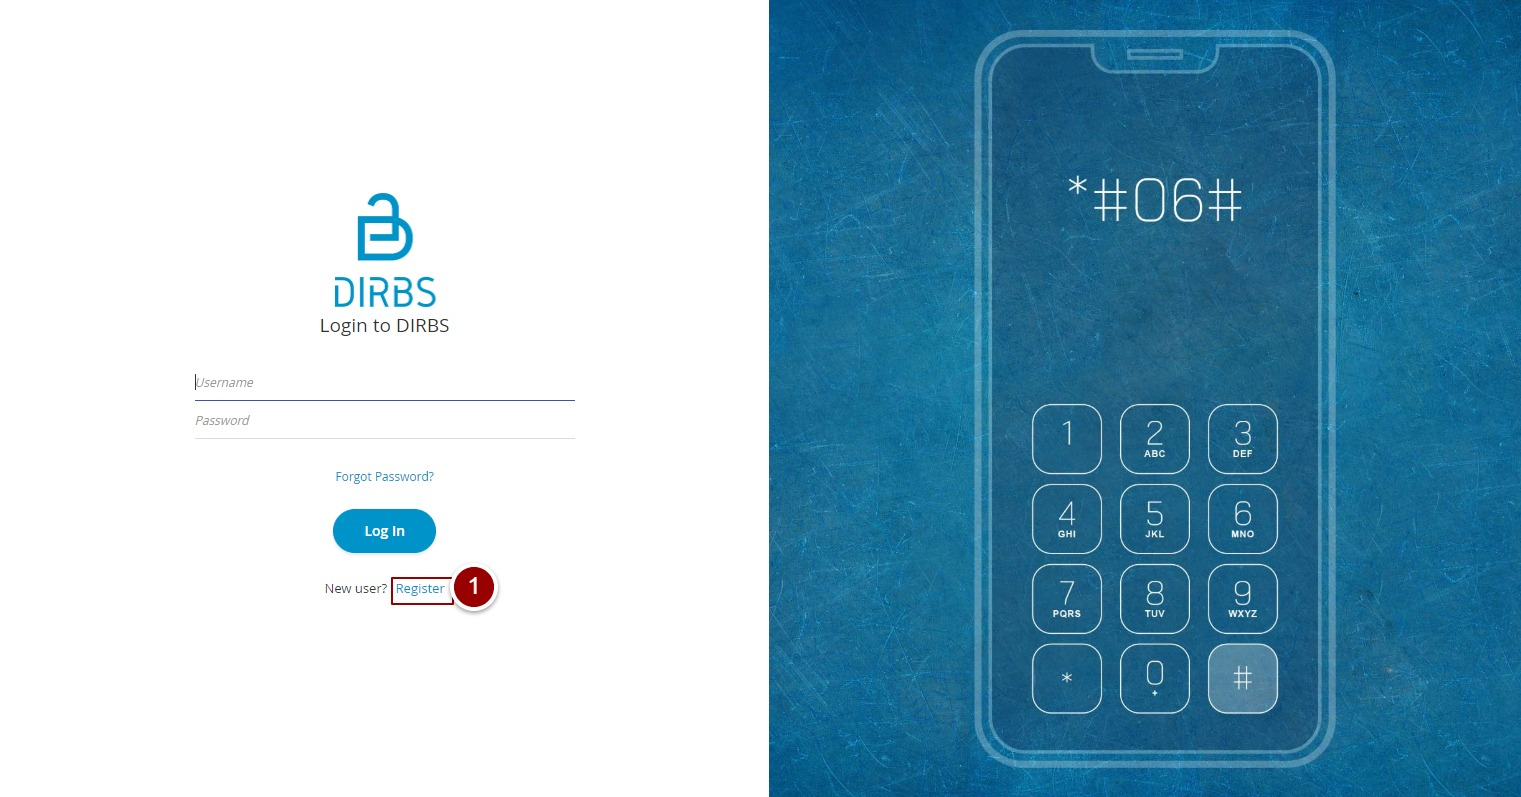 DIRBS
Login to DIRBS
Username
Password
Forgot Password?
Log In
New user? Register 1
*#06#
1 2 3
ABC DEF
4 5 6
GHI JKL MNO
7 8 9
PQRS TUV WXYZ
* 0 #
+